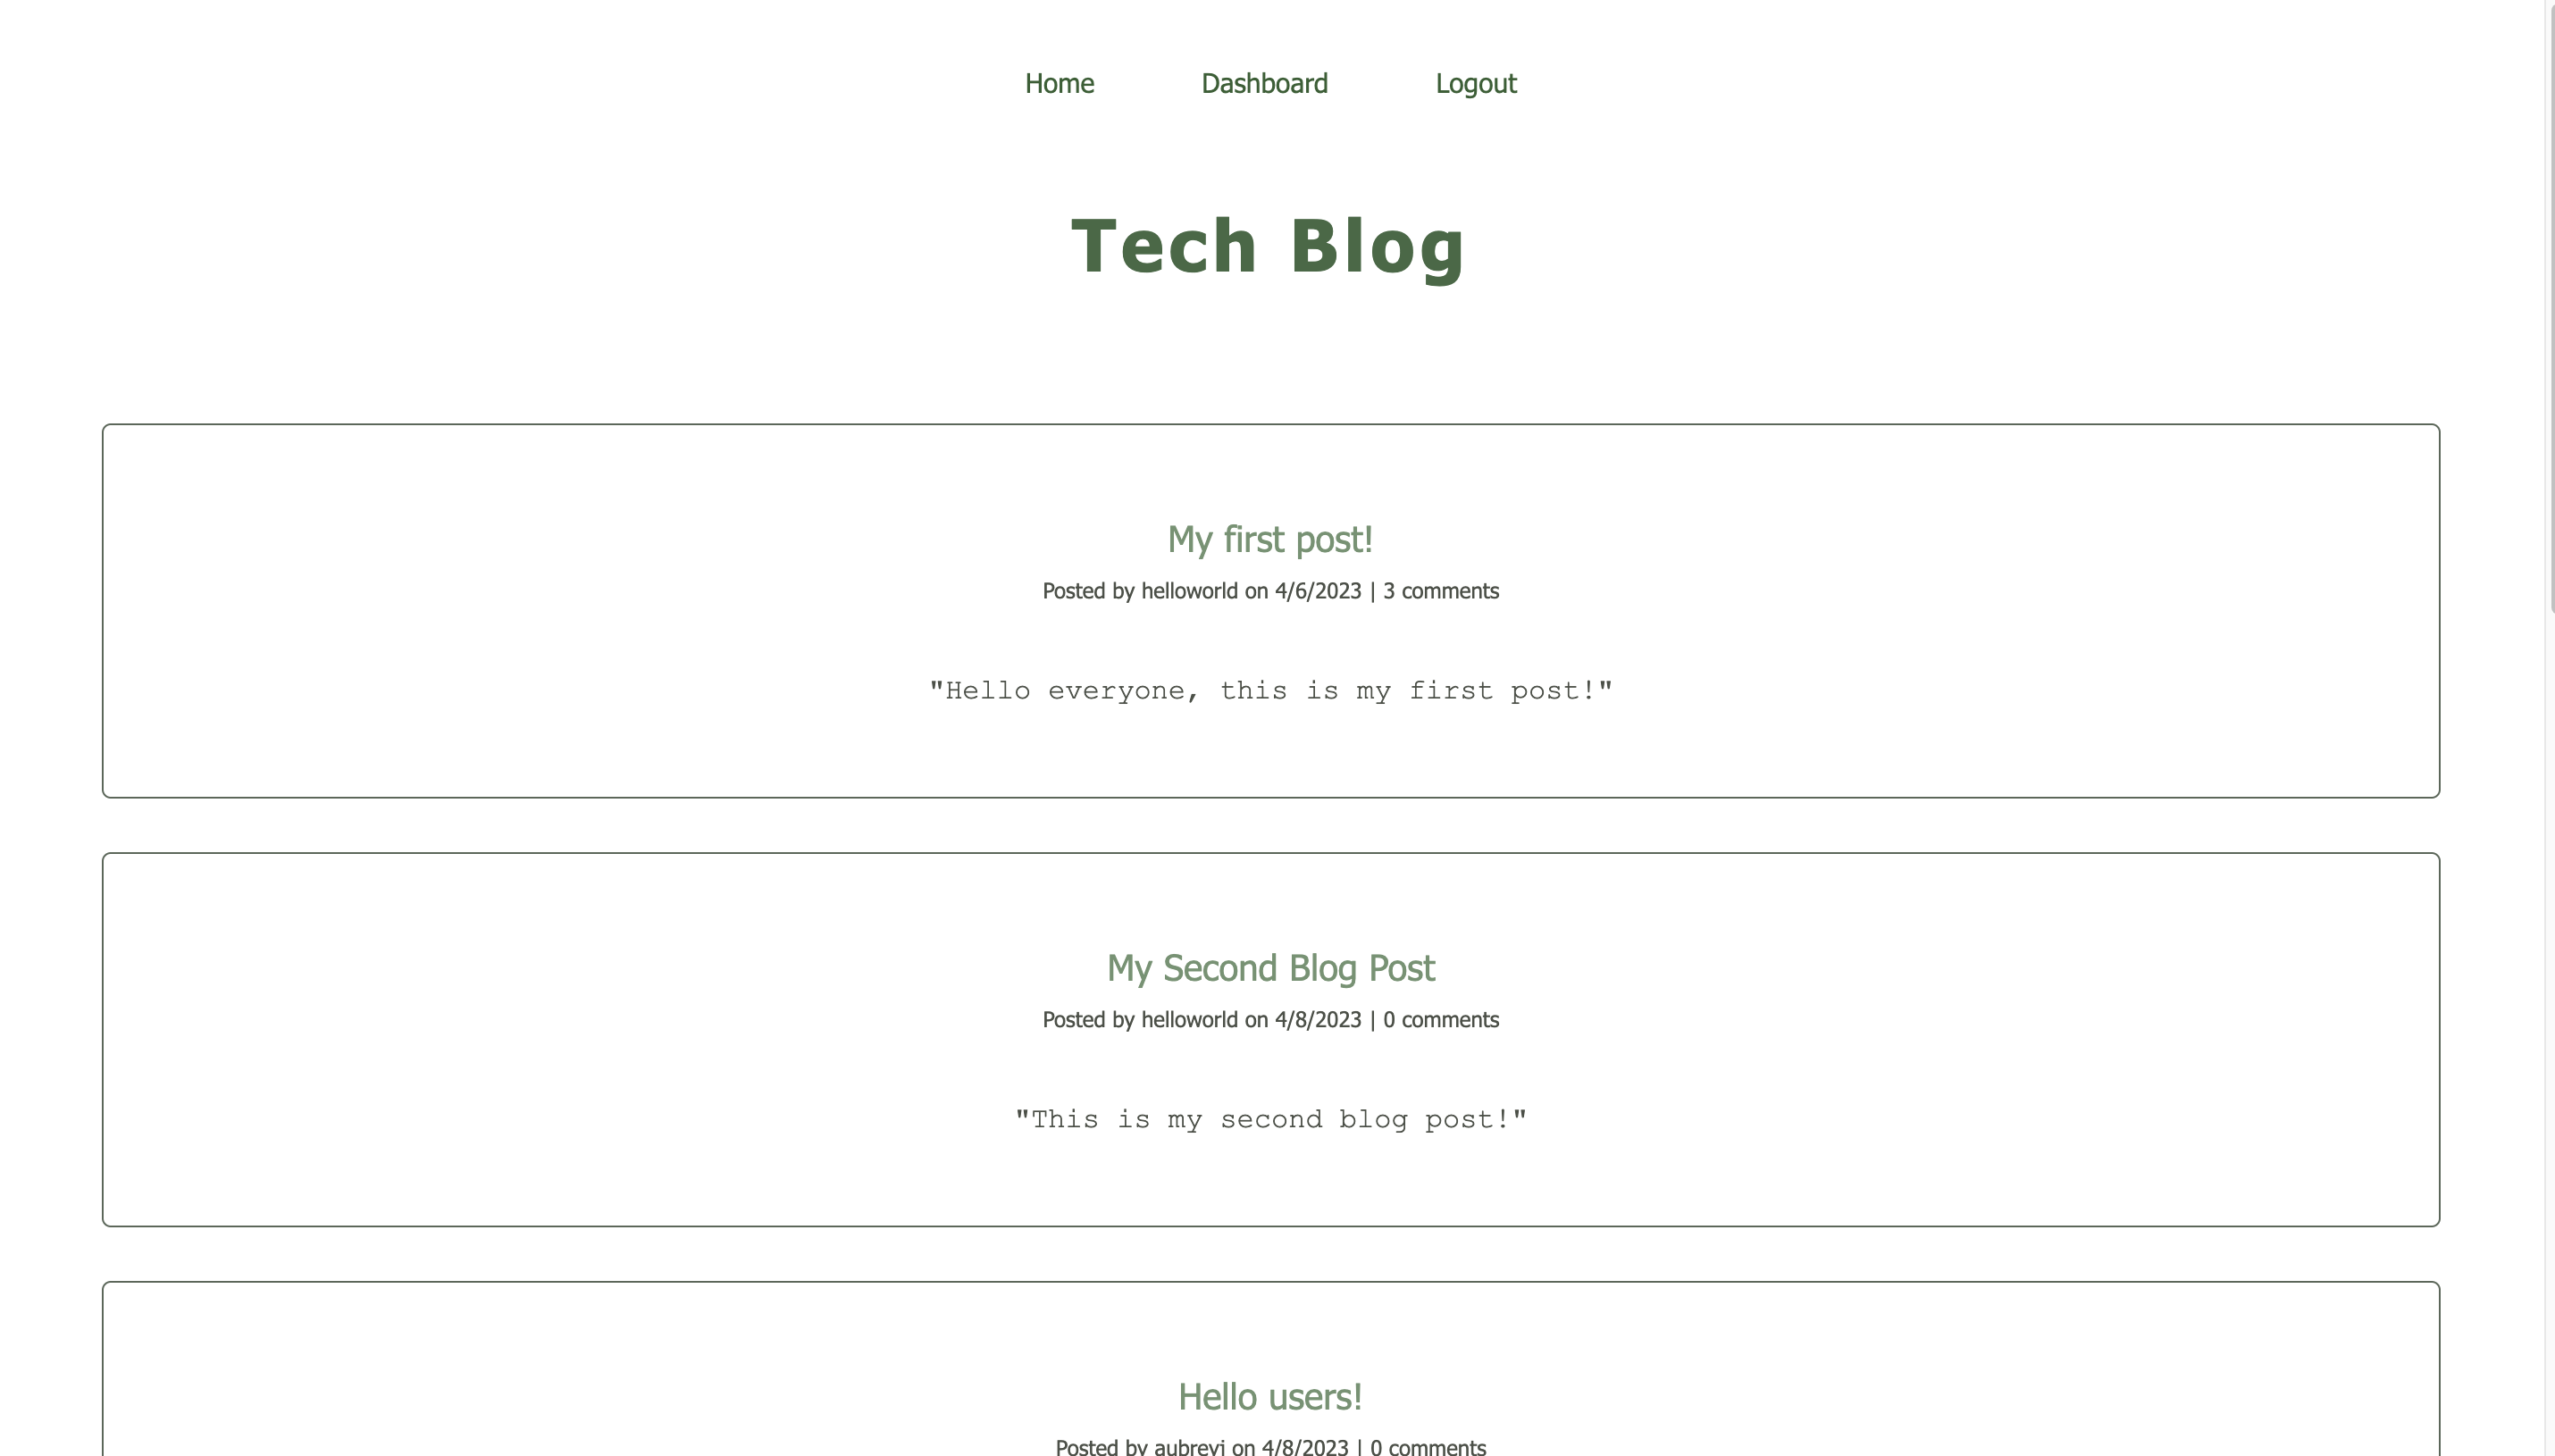 Home Dashboard Logout
Tech Blog
My first post!
Posted by helloworld on 4/6/2023 | 3 comments
"Hello everyone, this is my first post!"
My Second Blog Post
Posted by helloworld on 4/8/2023 | 0 comments
"This is my second blog post!"
Hello users!
Posted by aubreyj on 4/8/2023 | 0 comments